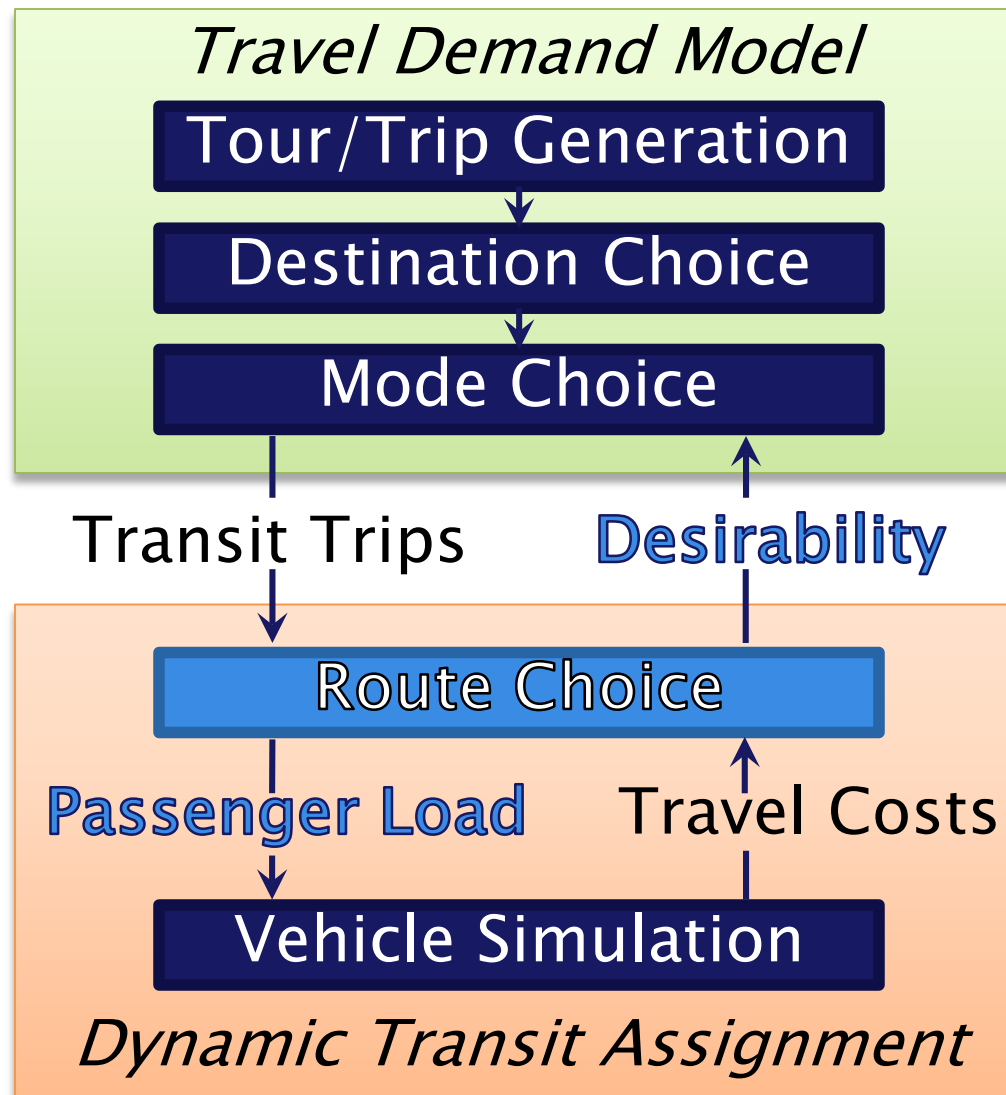 Travel Demand Model
Tour/Trip Generation
Destination Choice
Mode Choice
Transit Trips
Desirability
Route Choice
Passenger Load
Travel Costs
Vehicle Simulation
Dynamic Transit Assignment